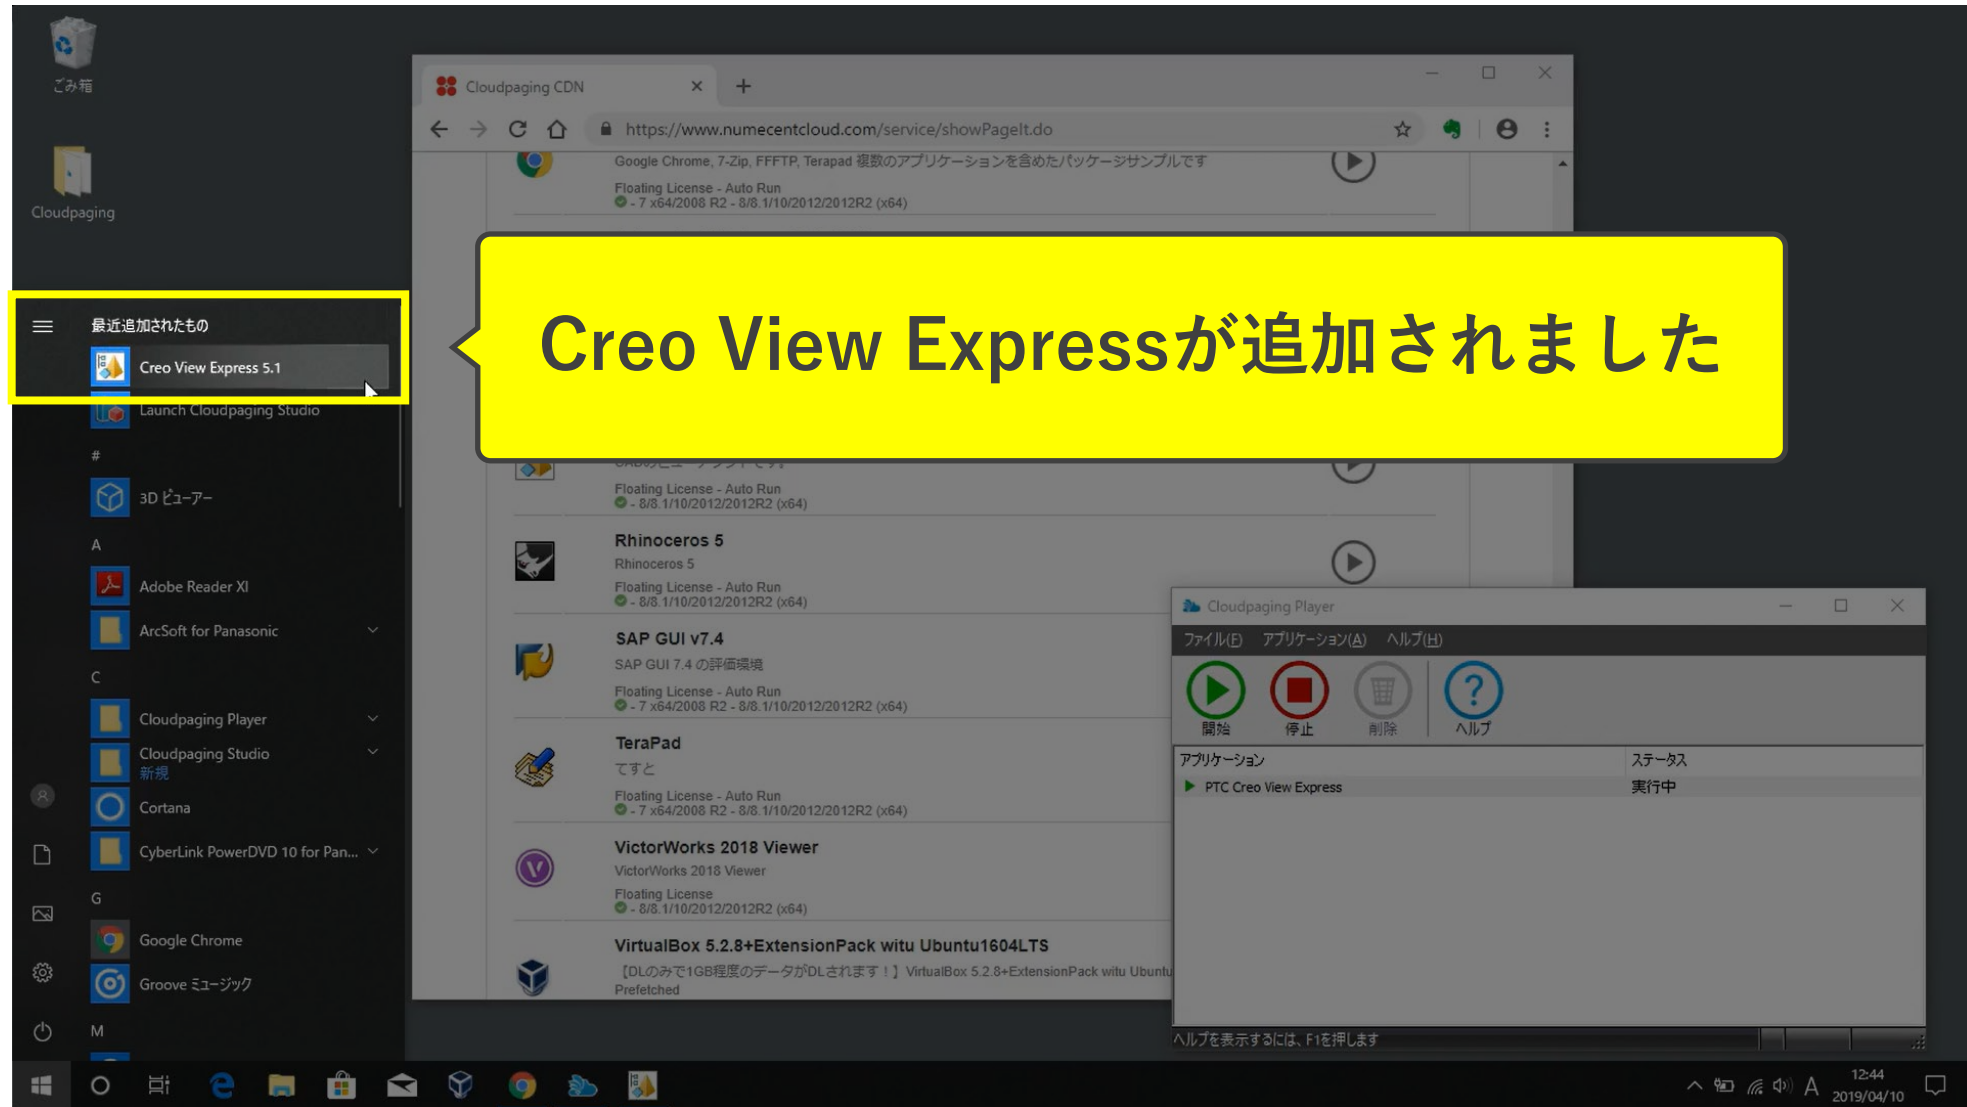 ごみ箱
Cloudpaging
最近追加されたもの
Creo View Express 5.1
Launch Cloudpaging Studio
#
3D ビューアー
A
Adobe Reader XI
ArcSoft for Panasonic
C
Cloudpaging Player
Cloudpaging Studio
新規
Cortana
CyberLink PowerDVD 10 for Pan...
G
Google Chrome
Groove ミュージック
M
Cloudpaging CDN
https://www.numecentcloud.com/service/showPageIt.do
Google Chrome, 7-Zip, FFFTP, Terapad 複数のアプリケーションを含めたパッケージサンプルです
Floating License - Auto Run
- 7 x64/2008 R2 - 8/8.1/10/2012/2012R2 (x64)
Creo View Expressが追加されました
Floating License - Auto Run
- 8/8.1/10/2012/2012R2 (x64)
Rhinoceros 5
Rhinoceros 5
Floating License - Auto Run
- 8/8.1/10/2012/2012R2 (x64)
SAP GUI v7.4
SAP GUI 7.4 の評価環境
Floating License - Auto Run
- 7 x64/2008 R2 - 8/8.1/10/2012/2012R2 (x64)
TeraPad
てすと
Floating License - Auto Run
- 7 x64/2008 R2 - 8/8.1/10/2012/2012R2 (x64)
VictorWorks 2018 Viewer
VictorWorks 2018 Viewer
Floating License
- 8/8.1/10/2012/2012R2 (x64)
VirtualBox 5.2.8+ExtensionPack witu Ubuntu1604LTS
【DLのみで1GB程度のデータがDLされます！】VirtualBox 5.2.8+ExtensionPack witu Ubuntu
Prefetched
Cloudpaging Player
ファイル(F) アプリケーション(A) ヘルプ(H)
開始 停止 削除 ヘルプ
アプリケーション ステータス
PTC Creo View Express 実行中
ヘルプを表示するには、F1を押します
A
12:44
2019/04/10